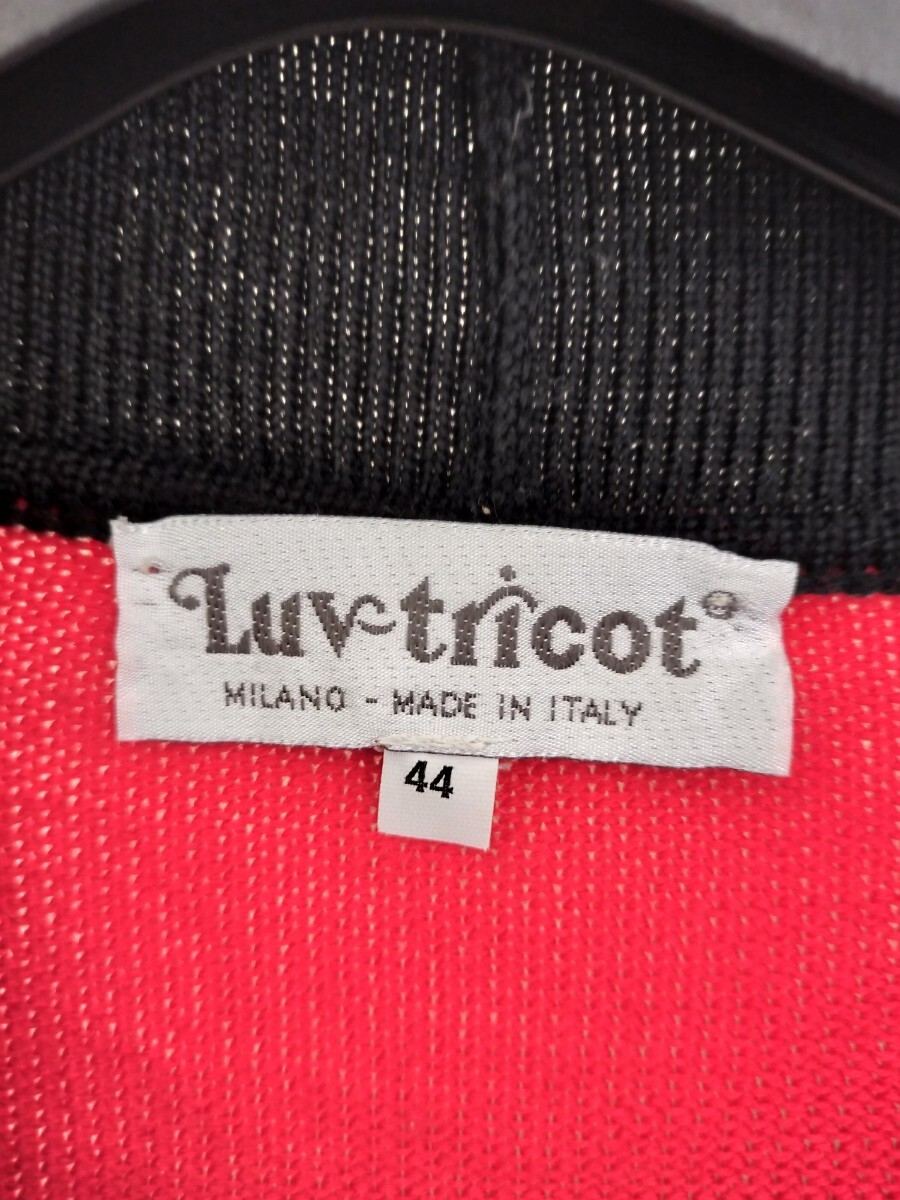 Luv-tricot®
MILANO - MADE IN ITALY
44